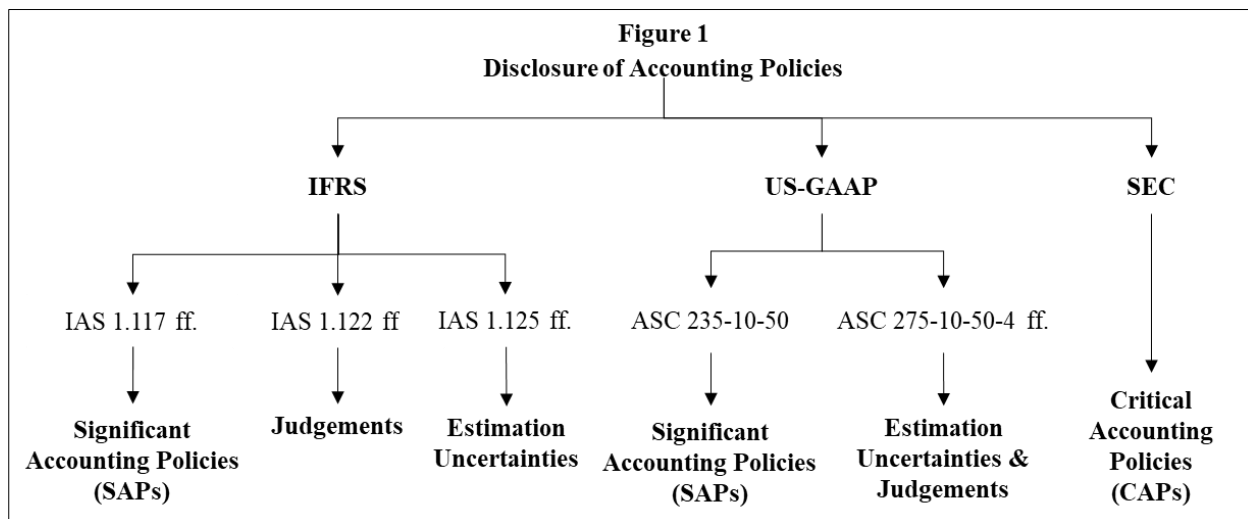 Figure 1
Disclosure of Accounting Policies
IFRS
US-GAAP
SEC
IAS 1.117 ff.
IAS 1.122 ff
IAS 1.125 ff.
ASC 235-10-50
ASC 275-10-50-4 ff.
Significant
Accounting Policies
(SAPs)
Judgements
Estimation
Uncertainties
Significant
Accounting Policies
(SAPs)
Estimation
Uncertainties &
Judgements
Critical
Accounting
Policies
(CAPs)